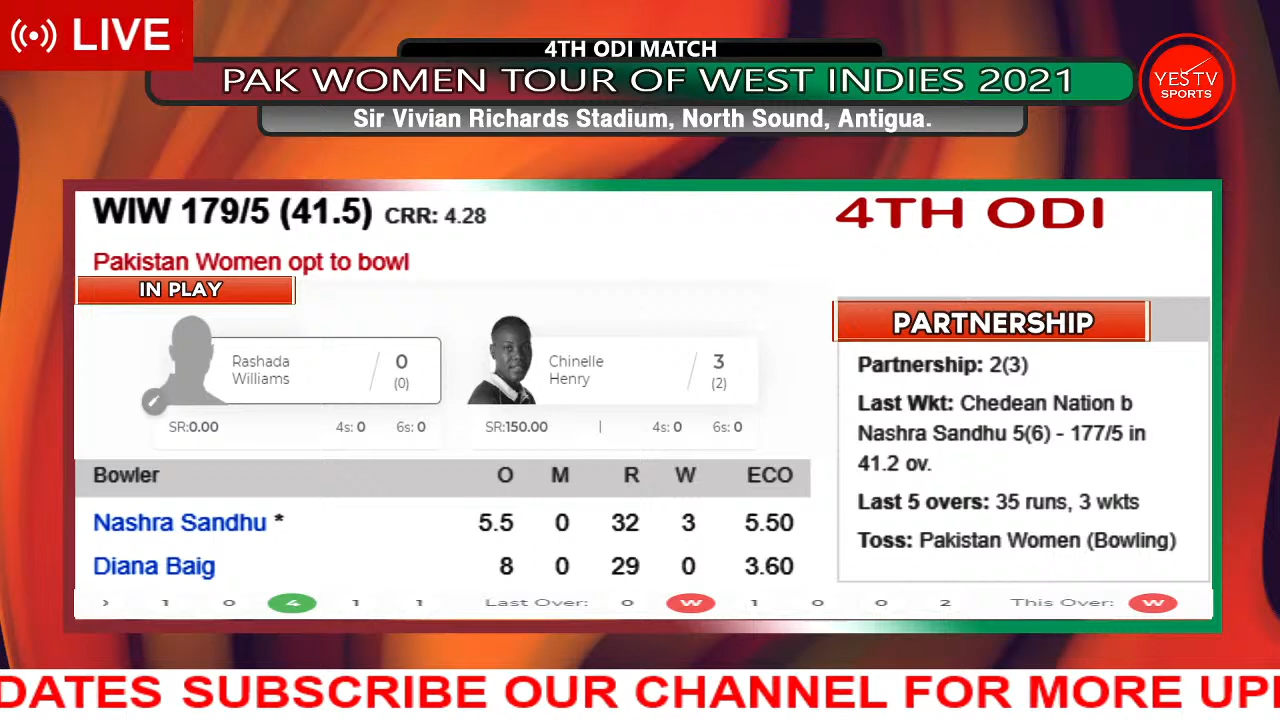 LIVE
4TH ODI MATCH
PAK WOMEN TOUR OF WEST INDIES 2021
Sir Vivian Richards Stadium, North Sound, Antigua.
YES TV
SPORTS
WIW 179/5 (41.5) CRR: 4.28
4TH ODI
Pakistan Women opt to bowl
IN PLAY
Rashada Williams 0 (0)
SR:0.00 4s: 0 6s: 0
Chinelle Henry 3 (2)
SR:150.00 | 4s: 0 6s: 0
Bowler O M R W ECO
Nashra Sandhu * 5.5 0 32 3 5.50
Diana Baig 8 0 29 0 3.60
1 0 4 1 1 Last Over: 0 W 1 0 0 2 This Over: W
PARTNERSHIP
Partnership: 2(3)
Last Wkt: Chedean Nation b
Nashra Sandhu 5(6) - 177/5 in
41.2 ov.
Last 5 overs: 35 runs, 3 wkts
Toss: Pakistan Women (Bowling)
DATES SUBSCRIBE OUR CHANNEL FOR MORE UP